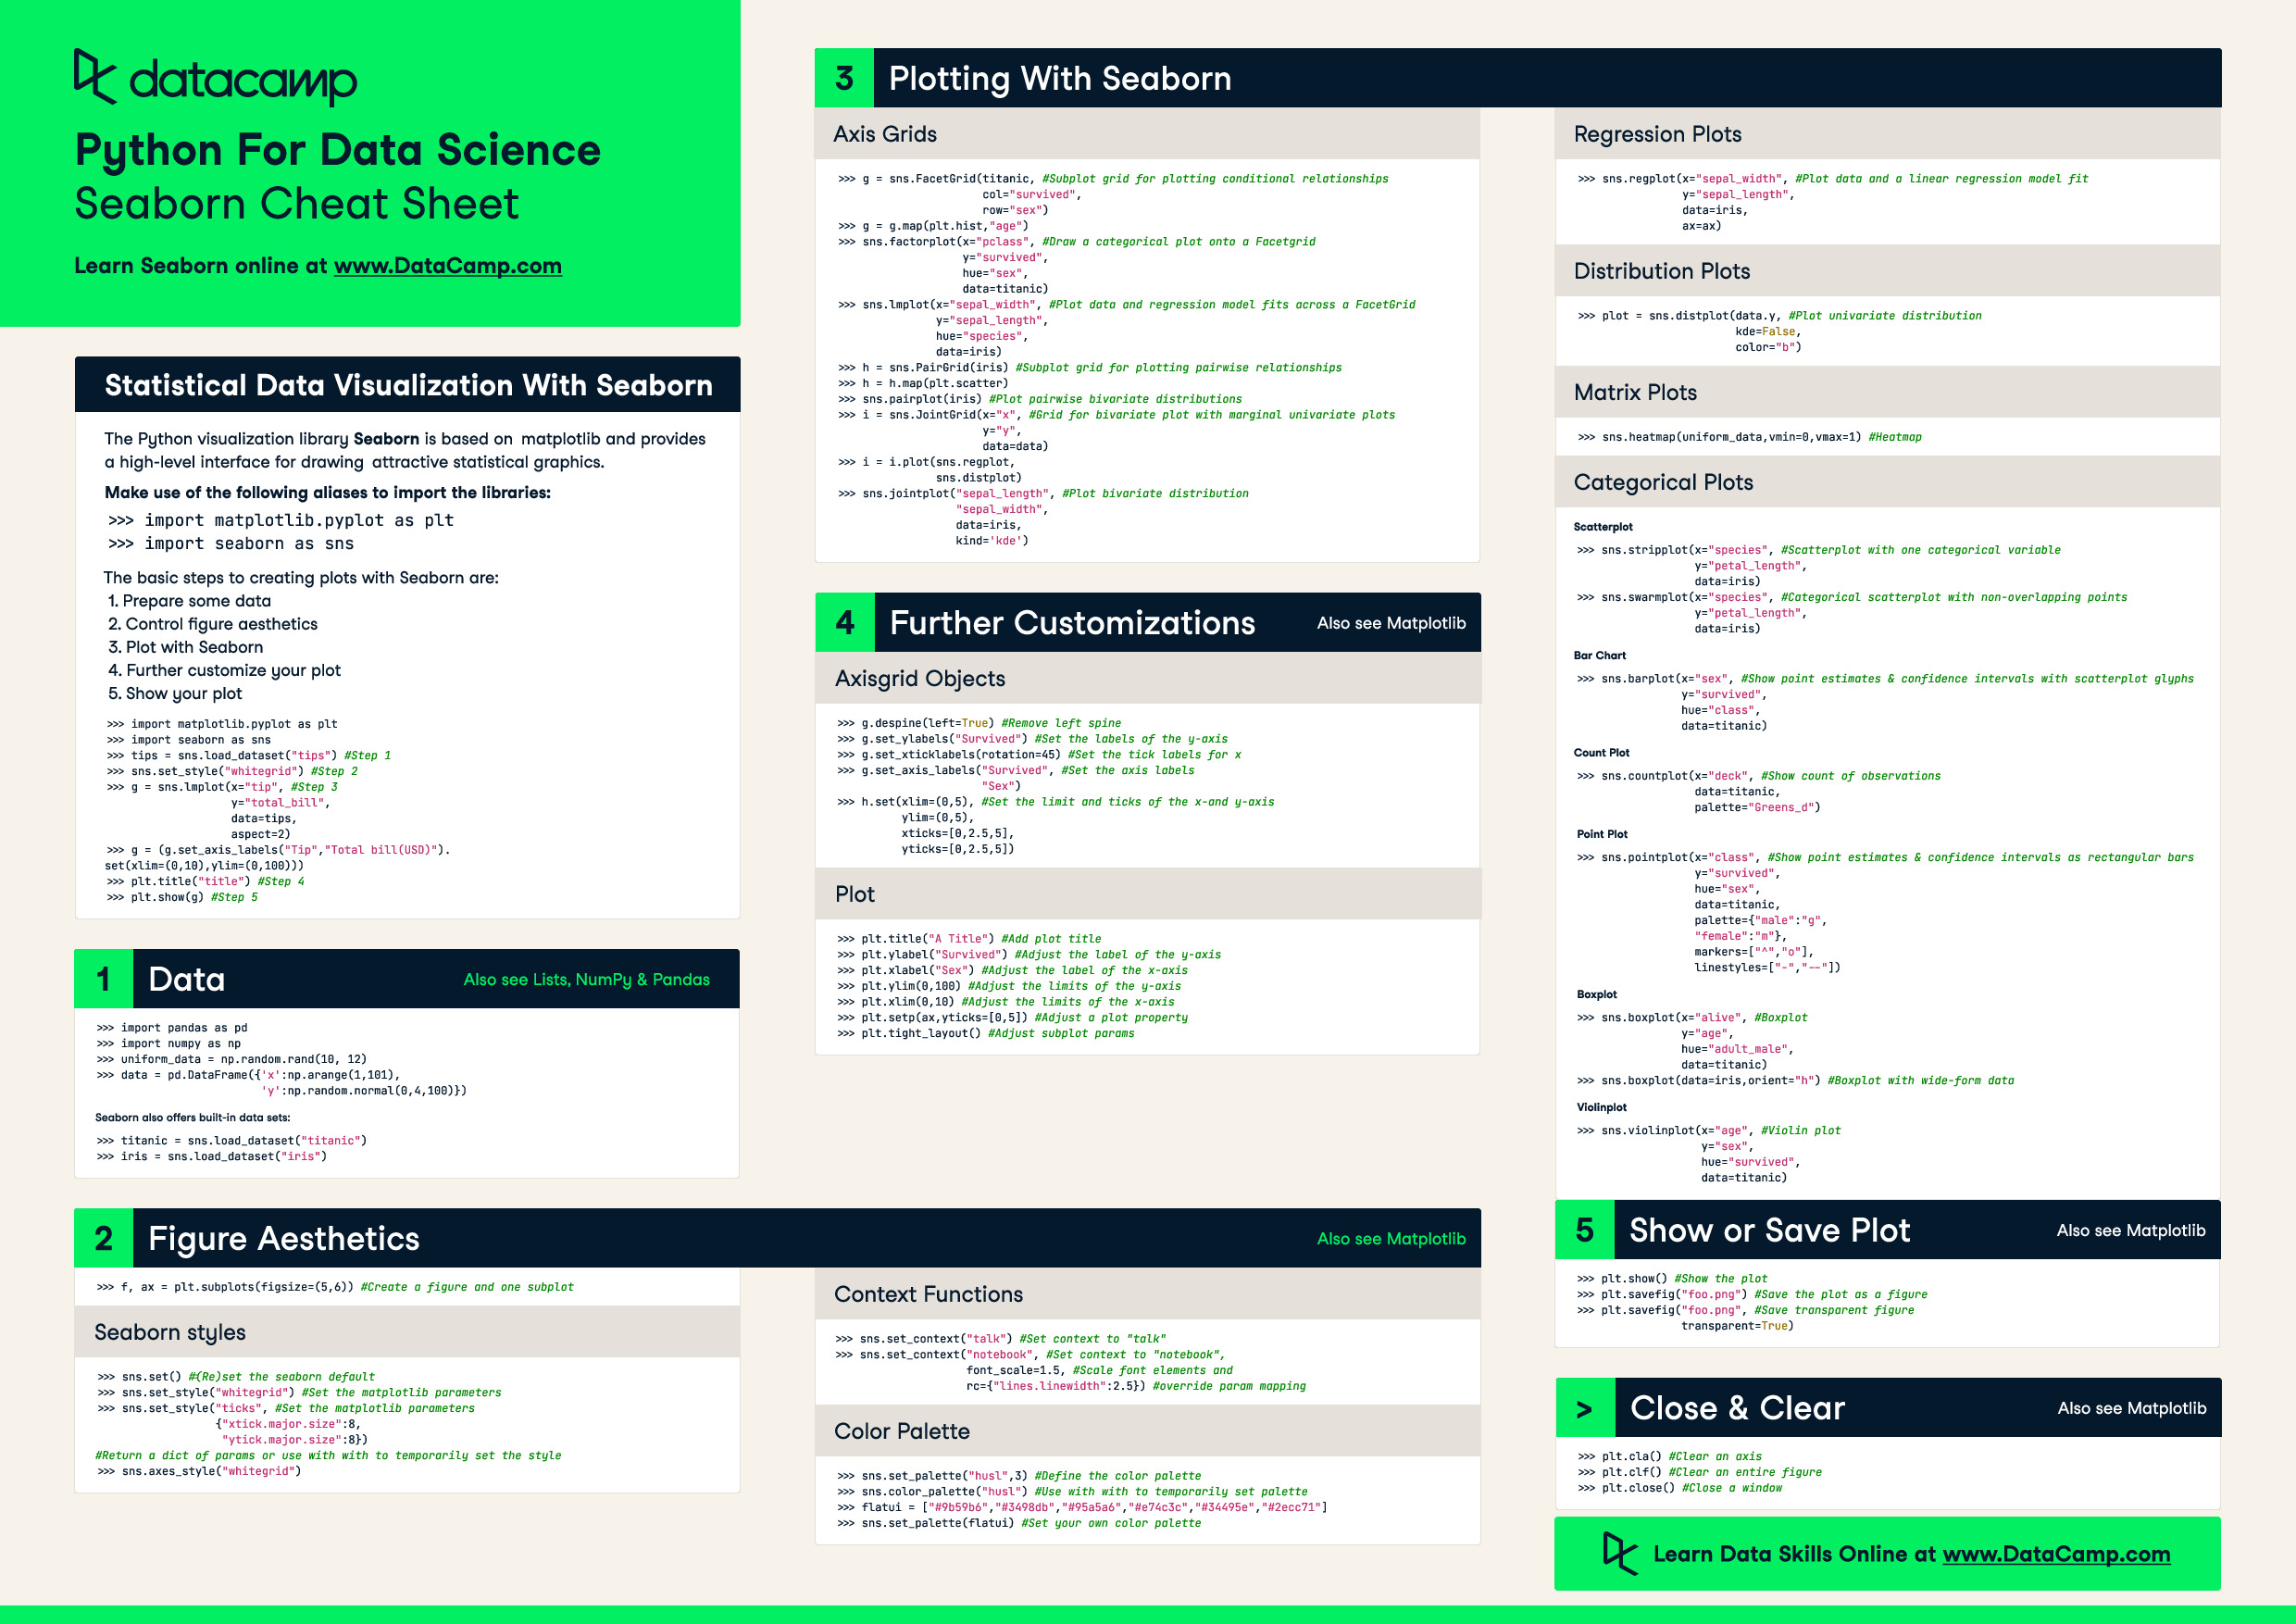 datacamp
Python For Data Science
Seaborn Cheat Sheet
Learn Seaborn online at www.DataCamp.com
Statistical Data Visualization With Seaborn
The Python visualization library Seaborn is based on matplotlib and provides
a high-level interface for drawing attractive statistical graphics.
Make use of the following aliases to import the libraries:
>>> import matplotlib.pyplot as plt
>>> import seaborn as sns
The basic steps to creating plots with Seaborn are:
1. Prepare some data
2. Control figure aesthetics
3. Plot with Seaborn
4. Further customize your plot
5. Show your plot
>>> import matplotlib.pyplot as plt
>>> import seaborn as sns
>>> tips = sns.load_dataset("tips") #Step 1
>>> sns.set_style("whitegrid") #Step 2
>>> g = sns.lmplot(x="tip", #Step 3
y="total_bill",
data=tips,
aspect=2)
>>> g = (g.set_axis_labels("Tip","Total bill(USD)").
set(xlim=(0,10),ylim=(0,100)))
>>> plt.title("title") #Step 4
>>> plt.show(g) #Step 5
1 Data Also see Lists, NumPy & Pandas
>>> import pandas as pd
>>> import numpy as np
>>> uniform_data = np.random.rand(10, 12)
>>> data = pd.DataFrame({'x':np.arange(1,101),
'y':np.random.normal(0,4,100)})
Seaborn also offers built-in data sets:
>>> titanic = sns.load_dataset("titanic")
>>> iris = sns.load_dataset("iris")
2 Figure Aesthetics Also see Matplotlib
>>> f, ax = plt.subplots(figsize=(5,6)) #Create a figure and one subplot
Seaborn styles
>>> sns.set() #(Re)set the seaborn default
>>> sns.set_style("whitegrid") #Set the matplotlib parameters
>>> sns.set_style("ticks", #Set the matplotlib parameters
{"xtick.major.size":8,
"ytick.major.size":8})
#Return a dict of params or use with with to temporarily set the style
>>> sns.axes_style("whitegrid")
Context Functions
>>> sns.set_context("talk") #Set context to "talk"
>>> sns.set_context("notebook", #Set context to "notebook",
font_scale=1.5, #Scale font elements and
rc={"lines.linewidth":2.5}) #override param mapping
Color Palette
>>> sns.set_palette("husl",3) #Define the color palette
>>> sns.color_palette("husl") #Use with with to temporarily set palette
>>> flatui = ["#9b59b6","#3498db","#95a5a6","#e74c3c","#34495e","#2ecc71"]
>>> sns.set_palette(flatui) #Set your own color palette
3 Plotting With Seaborn
Axis Grids
>>> g = sns.FacetGrid(titanic, #Subplot grid for plotting conditional relationships
col="survived",
row="sex")
>>> g = g.map(plt.hist,"age")
>>> sns.factorplot(x="pclass", #Draw a categorical plot onto a Facetgrid
y="survived",
hue="sex",
data=titanic)
>>> sns.lmplot(x="sepal_width", #Plot data and regression model fits across a FacetGrid
y="sepal_length",
hue="species",
data=iris)
>>> h = sns.PairGrid(iris) #Subplot grid for plotting pairwise relationships
>>> h = h.map(plt.scatter)
>>> sns.pairplot(iris) #Plot pairwise bivariate distributions
>>> i = sns.JointGrid(x="x", #Grid for bivariate plot with marginal univariate plots
y="y",
data=data)
>>> i = i.plot(sns.regplot,
sns.distplot)
>>> sns.jointplot("sepal_length", #Plot bivariate distribution
"sepal_width",
data=iris,
kind='kde')
Regression Plots
>>> sns.regplot(x="sepal_width", #Plot data and a linear regression model fit
y="sepal_length",
data=iris,
ax=ax)
Distribution Plots
>>> plot = sns.distplot(data.y, #Plot univariate distribution
kde=False,
color="b")
Matrix Plots
>>> sns.heatmap(uniform_data,vmin=0,vmax=1) #Heatmap
Categorical Plots
Scatterplot
>>> sns.stripplot(x="species", #Scatterplot with one categorical variable
y="petal_length",
data=iris)
>>> sns.swarmplot(x="species", #Categorical scatterplot with non-overlapping points
y="petal_length",
data=iris)
Bar Chart
>>> sns.barplot(x="sex", #Show point estimates & confidence intervals with scatterplot glyphs
y="survived",
hue="class",
data=titanic)
Count Plot
>>> sns.countplot(x="deck", #Show count of observations
data=titanic,
palette="Greens_d")
Point Plot
>>> sns.pointplot(x="class", #Show point estimates & confidence intervals as rectangular bars
y="survived",
hue="sex",
data=titanic,
palette={"male":"g",
"female":"m"},
markers=["^","o"],
linestyles=["-","--"])
Boxplot
>>> sns.boxplot(x="alive", #Boxplot
y="age",
hue="adult_male",
data=titanic)
>>> sns.boxplot(data=iris,orient="h") #Boxplot with wide-form data
Violinplot
>>> sns.violinplot(x="age", #Violin plot
y="sex",
hue="survived",
data=titanic)
4 Further Customizations Also see Matplotlib
Axisgrid Objects
>>> g.despine(left=True) #Remove left spine
>>> g.set_ylabels("Survived") #Set the labels of the y-axis
>>> g.set_xticklabels(rotation=45) #Set the tick labels for x
>>> g.set_axis_labels("Survived", #Set the axis labels
"Sex")
>>> h.set(xlim=(0,5), #Set the limit and ticks of the x-and y-axis
ylim=(0,5),
xticks=[0,2.5,5],
yticks=[0,2.5,5])
Plot
>>> plt.title("A Title") #Add plot title
>>> plt.ylabel("Survived") #Adjust the label of the y-axis
>>> plt.xlabel("Sex") #Adjust the label of the x-axis
>>> plt.ylim(0,100) #Adjust the limits of the y-axis
>>> plt.xlim(0,10) #Adjust the limits of the x-axis
>>> plt.setp(ax,yticks=[0,5]) #Adjust a plot property
>>> plt.tight_layout() #Adjust subplot params
5 Show or Save Plot Also see Matplotlib
>>> plt.show() #Show the plot
>>> plt.savefig("foo.png") #Save the plot as a figure
>>> plt.savefig("foo.png", #Save transparent figure
transparent=True)
> Close & Clear Also see Matplotlib
>>> plt.cla() #Clear an axis
>>> plt.clf() #Clear an entire figure
>>> plt.close() #Close a window
Learn Data Skills Online at www.DataCamp.com